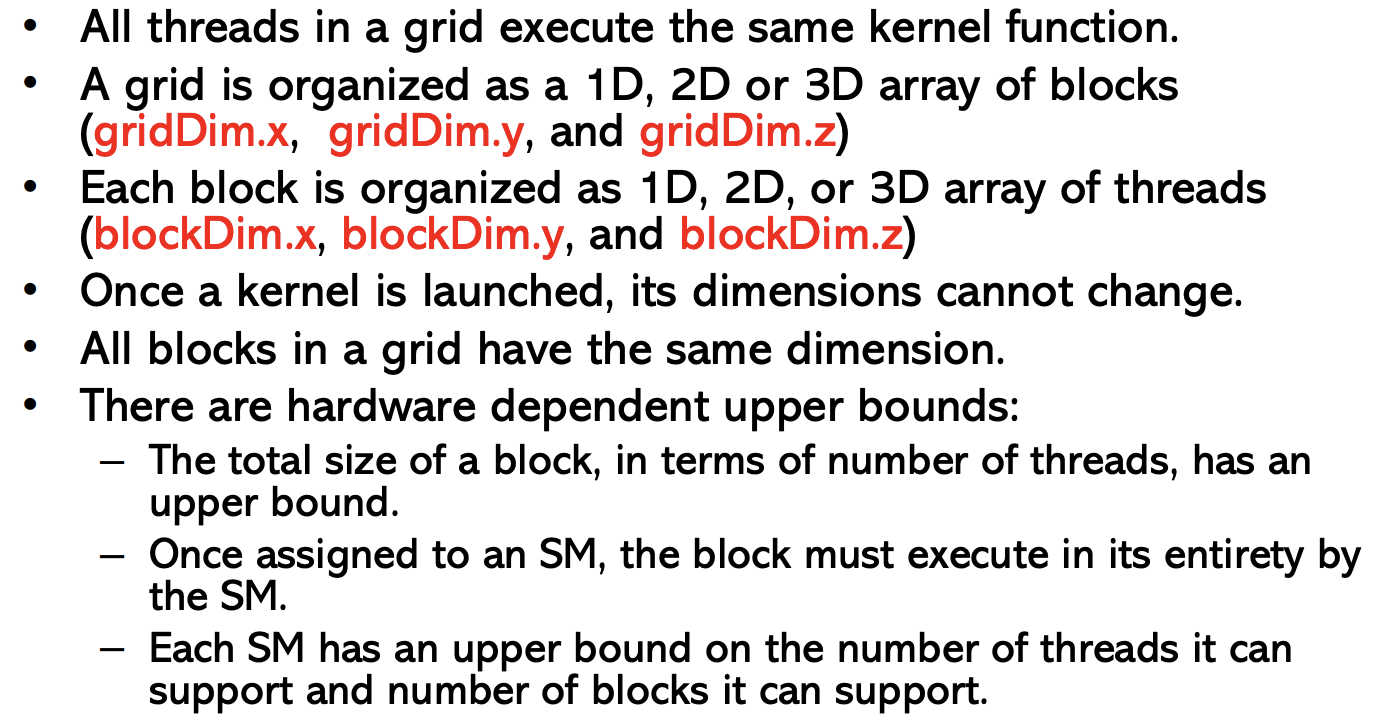 • All threads in a grid execute the same kernel function.
• A grid is organized as a 1D, 2D or 3D array of blocks
(gridDim.x, gridDim.y, and gridDim.z)
• Each block is organized as 1D, 2D, or 3D array of threads
(blockDim.x, blockDim.y, and blockDim.z)
• Once a kernel is launched, its dimensions cannot change.
• All blocks in a grid have the same dimension.
• There are hardware dependent upper bounds:
– The total size of a block, in terms of number of threads, has an
upper bound.
– Once assigned to an SM, the block must execute in its entirety by
the SM.
– Each SM has an upper bound on the number of threads it can
support and number of blocks it can support.